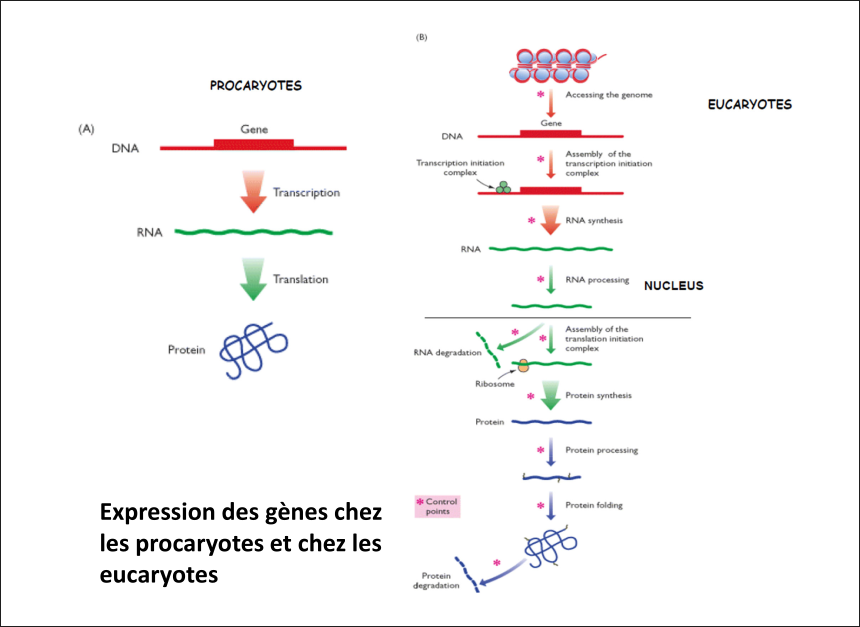 PROCARYOTES
(A)
Gene
DNA
Transcription
RNA
Translation
Protein
Expression des gènes chez
les procaryotes et chez les
eucaryotes
(B)
EUCARYOTES
* Accessing the genome
Gene
DNA
* Assembly of the
transcription initiation
complex
Transcription initiation
complex
* RNA synthesis
RNA
* RNA processing
NUCLEUS
* Assembly of the
translation initiation
complex
*
RNA degradation
Ribosome
* Protein synthesis
Protein
* Protein processing
* Control
points
* Protein folding
*
Protein
degradation